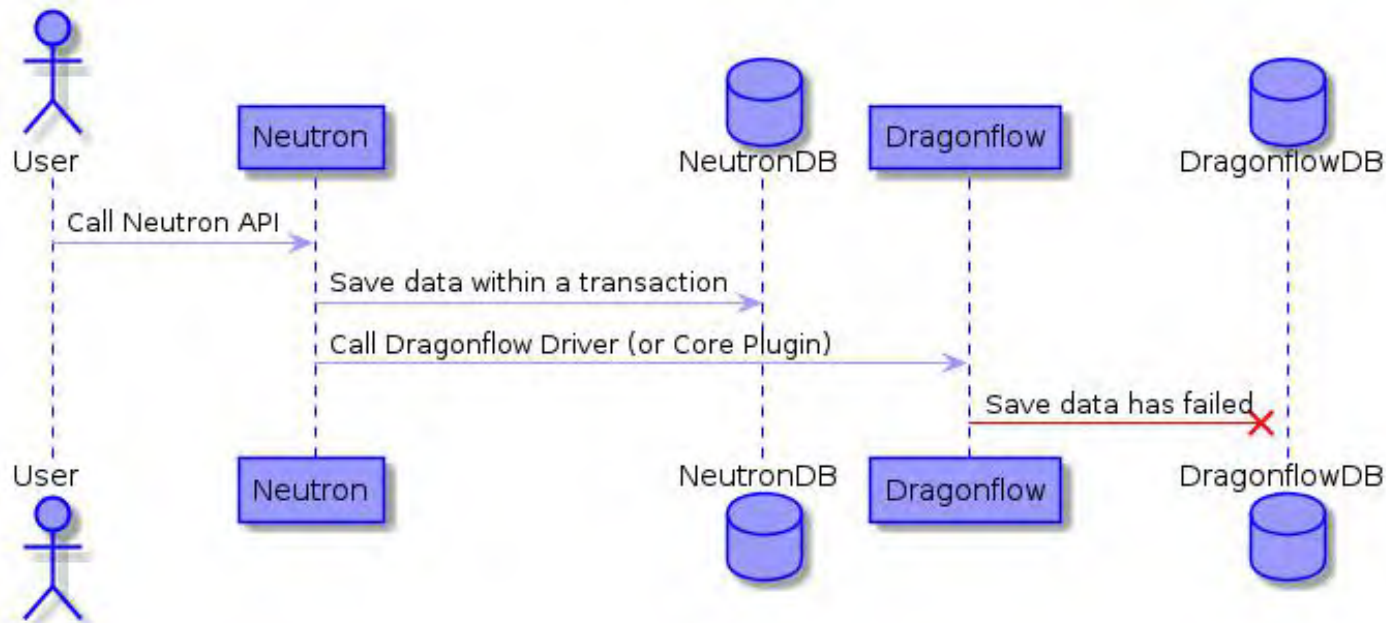 User
Neutron
NeutronDB
Dragonflow
DragonflowDB
Call Neutron API
Save data within a transaction
Call Dragonflow Driver (or Core Plugin)
Save data has failed
User
Neutron
NeutronDB
Dragonflow
DragonflowDB